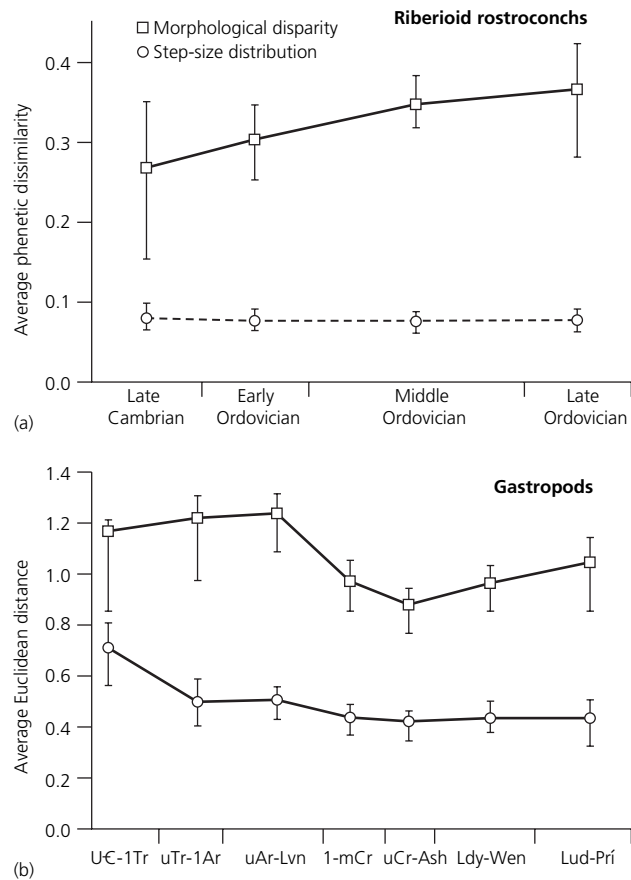 Riberioid rostroconchs
Morphological disparity
Step-size distribution
Average phenetic dissimilarity
0.4
0.3
0.2
0.1
0.0
Late Cambrian
Early Ordovician
Middle Ordovician
Late Ordovician
(a)
Gastropods
Average Euclidean distance
1.4
1.2
1.0
0.8
0.6
0.4
0.2
0.0
U-Є-1Tr uTr-1Ar uAr-Lvn 1-mCr uCr-Ash Ldy-Wen Lud-Prí
(b)